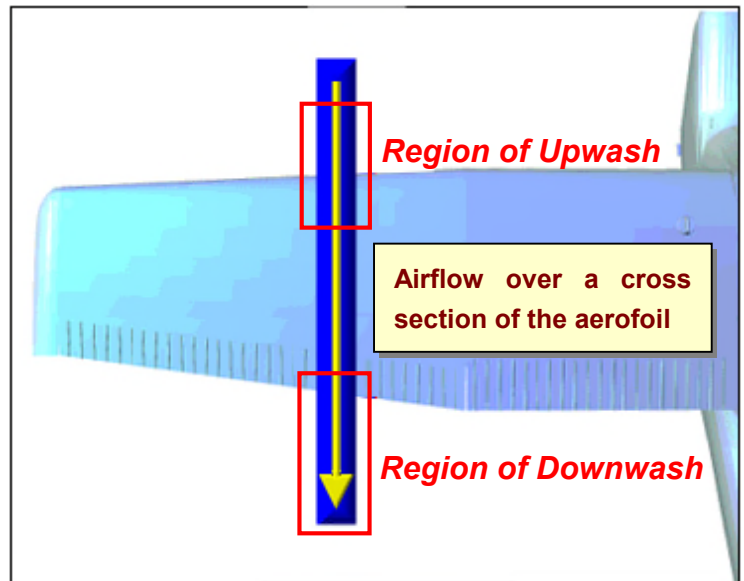 Region of Upwash
Airflow over a cross
section of the aerofoil
Region of Downwash